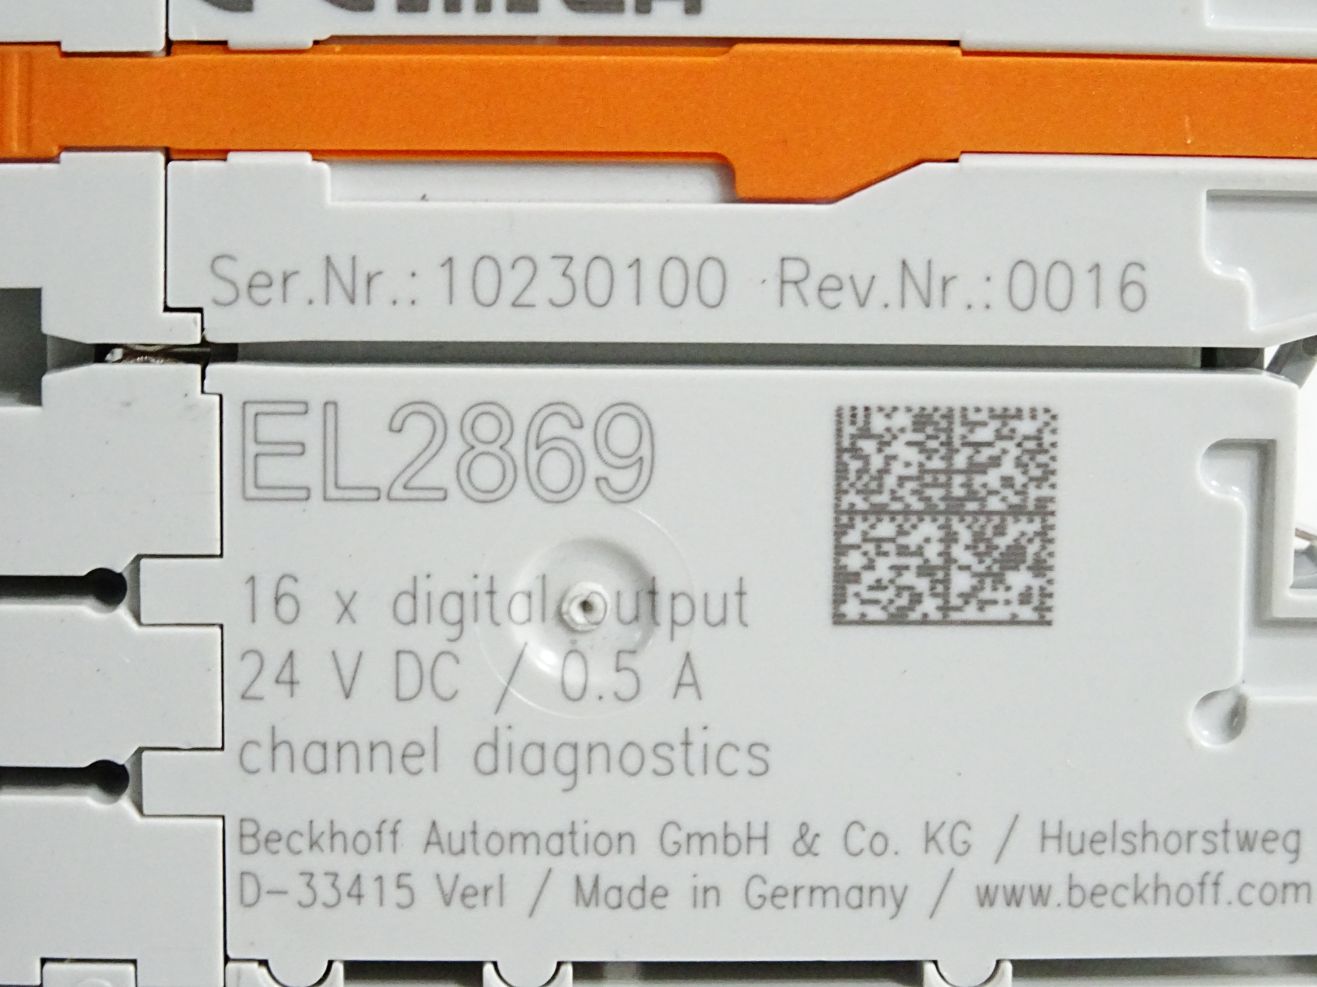 Ser.Nr.: 10230100 Rev.Nr.: 0016
EL2869
16 x digital output
24 V DC / 0.5 A
channel diagnostics
Beckhoff Automation GmbH & Co. KG / Huelshorstweg
D-33415 Verl / Made in Germany / www.beckhoff.com